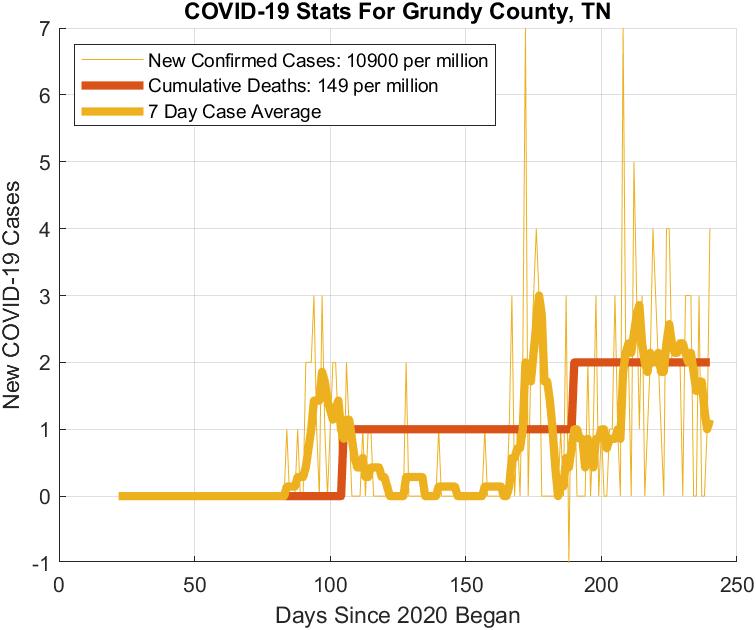 COVID-19 Stats For Grundy County, TN
7
6
5
4
3
2
1
0
-1
New COVID-19 Cases
New Confirmed Cases: 10900 per million
Cumulative Deaths: 149 per million
7 Day Case Average
0 50 100 150 200 250
Days Since 2020 Began